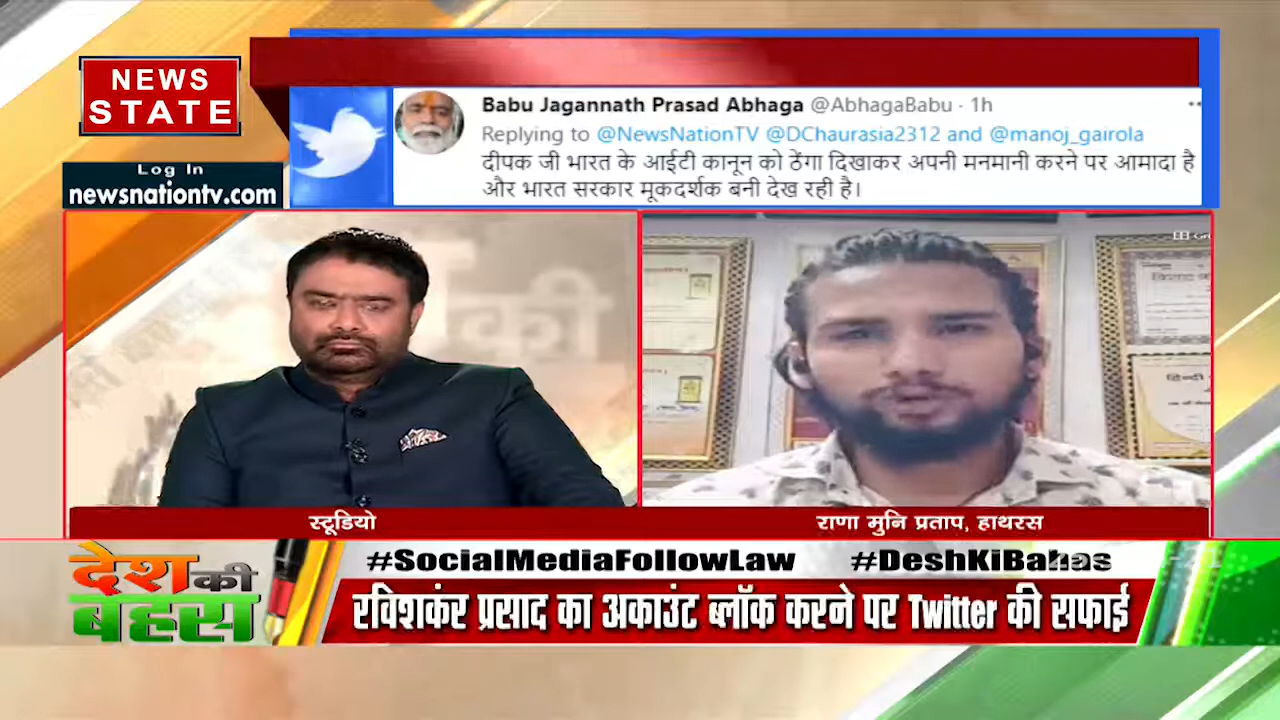 NEWS
STATE
Log In
newsnationtv.com
Babu Jagannath Prasad Abhaga @AbhagaBabu · 1h
Replying to @NewsNationTV @DChaurasia2312 and @manoj_gairola
दीपक जी भारत के आईटी कानून को ठेंगा दिखाकर अपनी मनमानी करने पर आमादा है
और भारत सरकार मूकदर्शक बनी देख रही है।
की
स्टूडियो
राणा मुनि प्रताप, हाथरस
#SocialMediaFollowLaw #DeshKiBahas
देश की
बहस
रविशकंर प्रसाद का अकाउंट ब्लॉक करने पर Twitter की सफाई